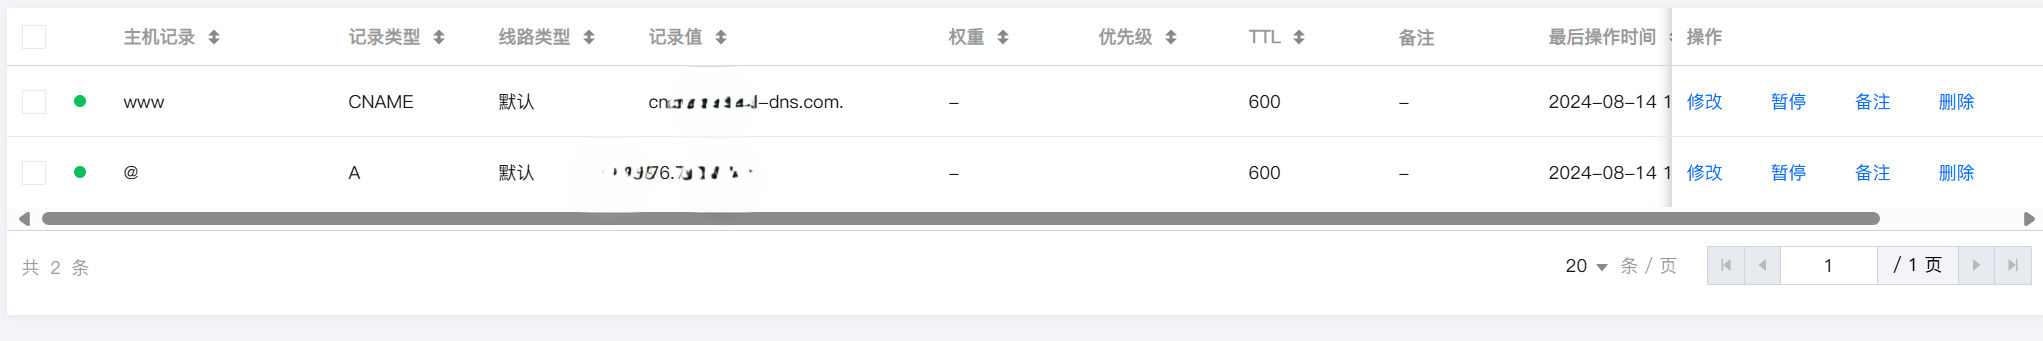 主机记录 记录类型 线路类型 记录值 权重 优先级 TTL 备注 最后操作时间 操作
www CNAME 默认 cn l-dns.com. - 600 - 2024-08-14 1 修改 暂停 备注 删除
@ A 默认 76. - 600 - 2024-08-14 1 修改 暂停 备注 删除
共 2 条 20 条 / 页 1 / 1 页